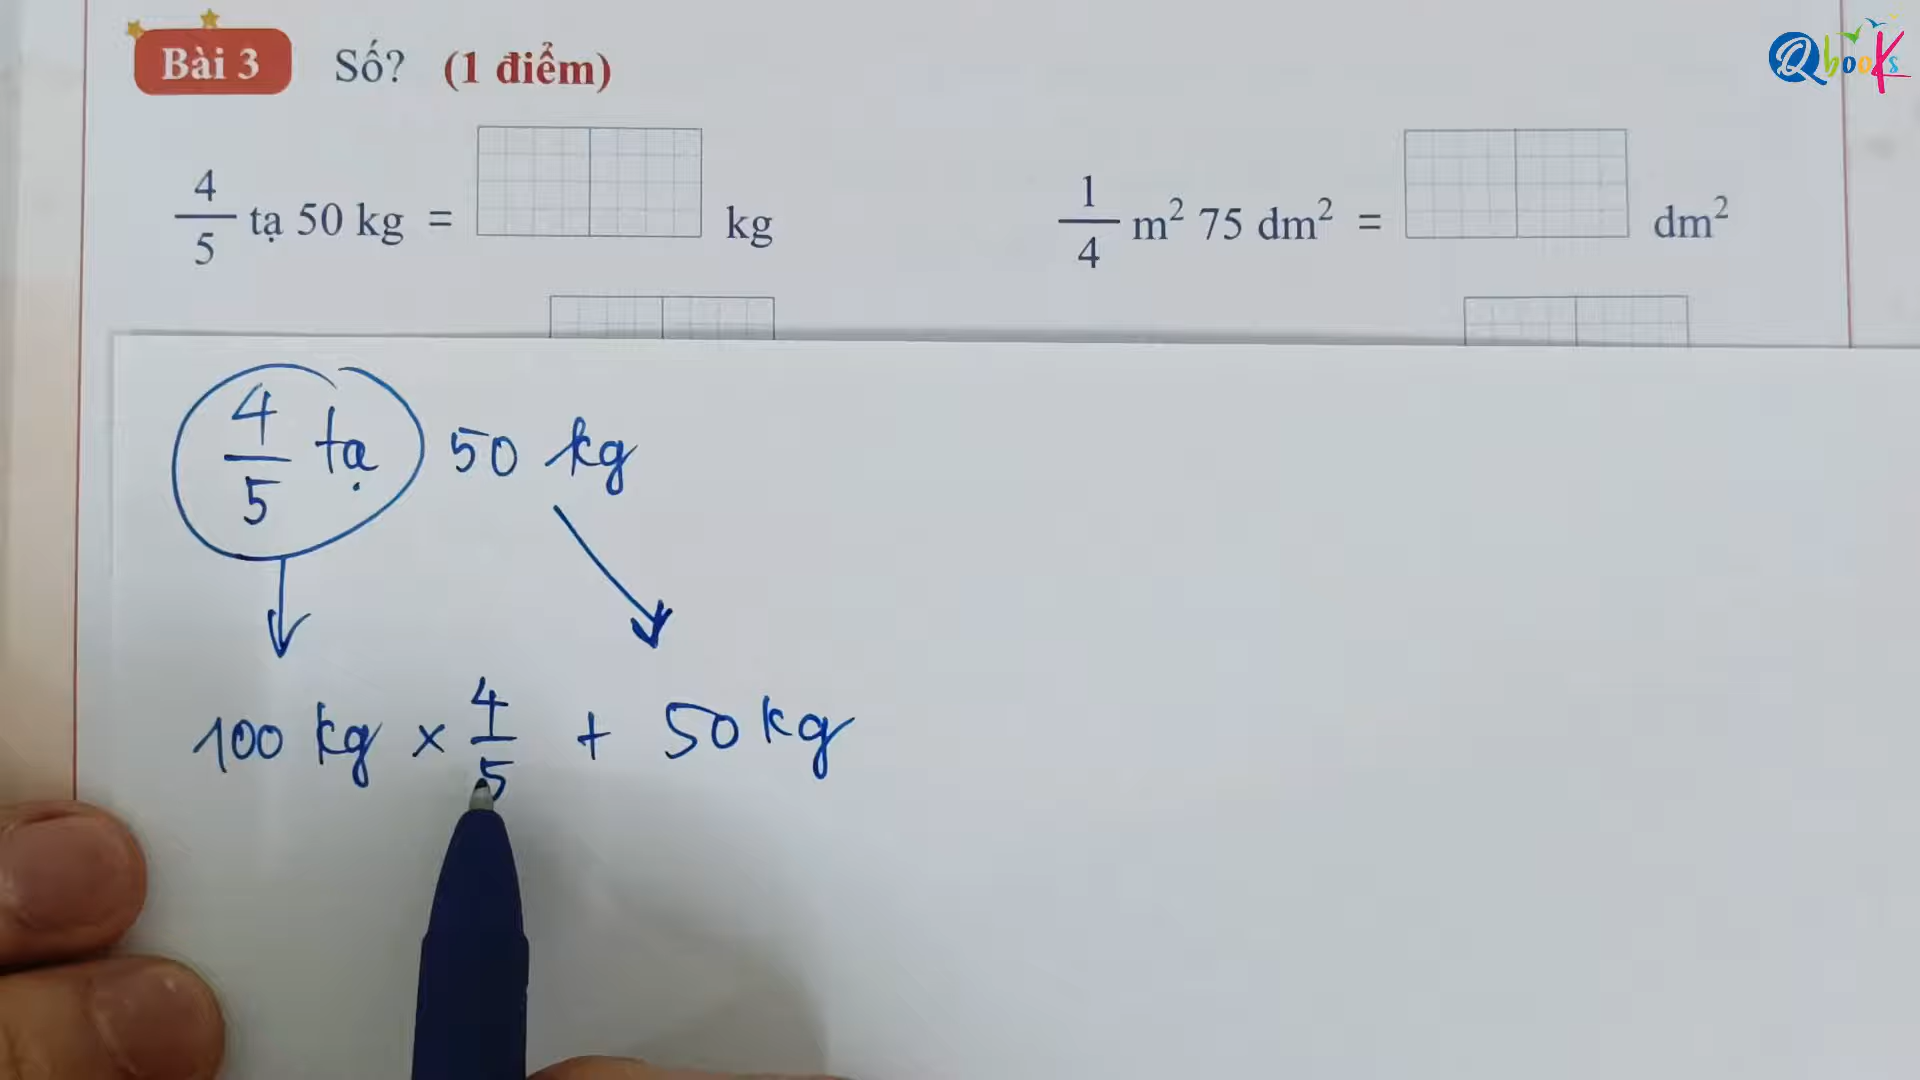 Qbooks
Bài 3 Số? (1 điểm)
4/5 tạ 50 kg = kg
1/4 m² 75 dm² = dm²
4/5 tạ 50 kg
100 kg × 4/5 + 50 kg